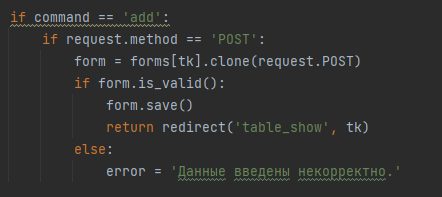 if command == 'add':
if request.method == 'POST':
form = forms[tk].clone(request.POST)
if form.is_valid():
form.save()
return redirect('table_show', tk)
else:
error = 'Данные введены некорректно.'